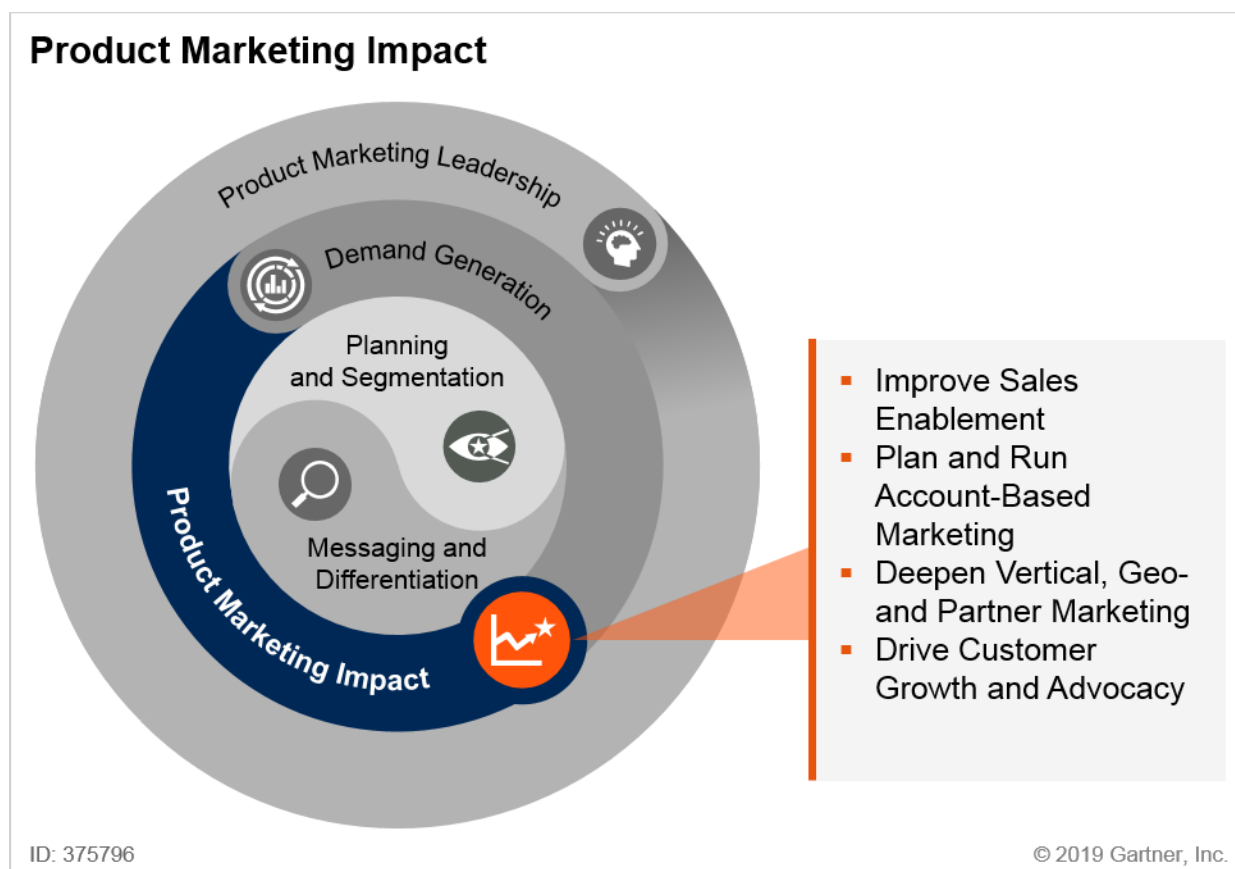 Product Marketing Impact
Product Marketing Leadership
Demand Generation
Planning
and Segmentation
Messaging and
Differentiation
Product Marketing Impact
▪ Improve Sales
Enablement
▪ Plan and Run
Account-Based
Marketing
▪ Deepen Vertical, Geo-
and Partner Marketing
▪ Drive Customer
Growth and Advocacy
ID: 375796
© 2019 Gartner, Inc.